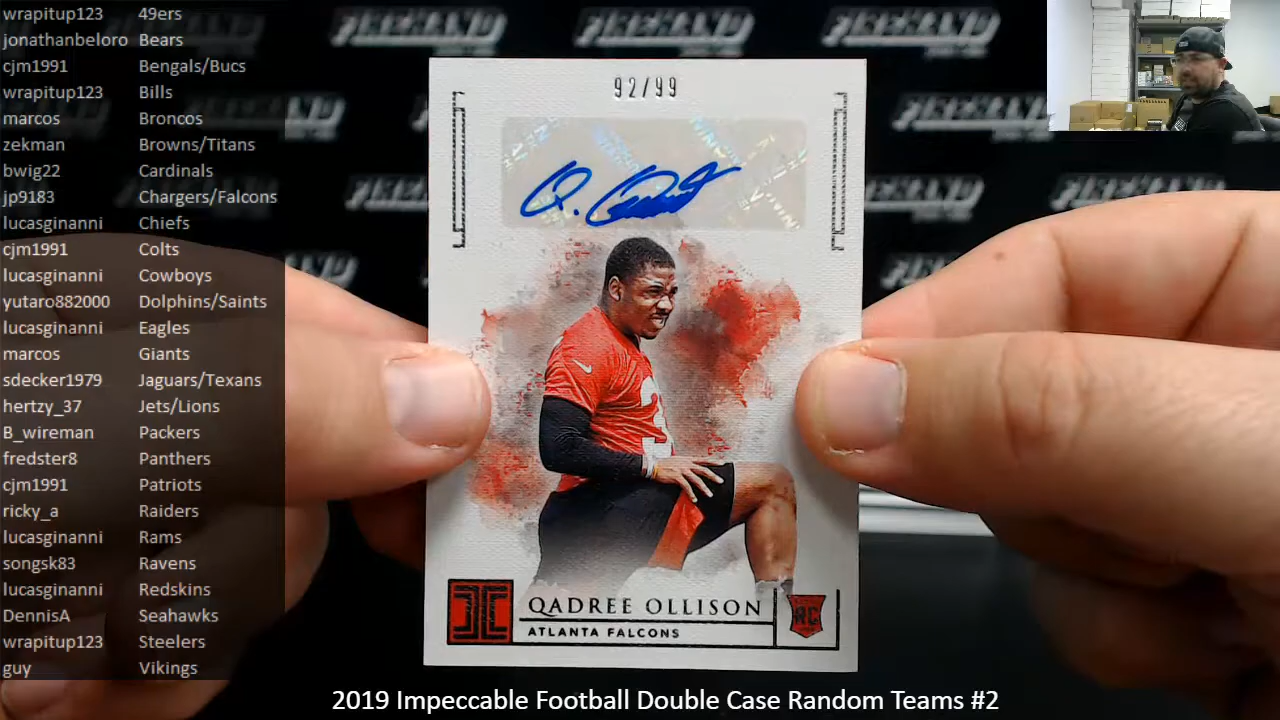 wrapitup123 49ers
jonathanbeloro Bears
cjm1991 Bengals/Bucs
wrapitup123 Bills
marcos Broncos
zekman Browns/Titans
bwig22 Cardinals
jp9183 Chargers/Falcons
lucasginanni Chiefs
cjm1991 Colts
lucasginanni Cowboys
yutaro882000 Dolphins/Saints
lucasginanni Eagles
marcos Giants
sdecker1979 Jaguars/Texans
hertzy_37 Jets/Lions
B_wireman Packers
fredster8 Panthers
cjm1991 Patriots
ricky_a Raiders
lucasginanni Rams
songsk83 Ravens
lucasginanni Redskins
DennisA Seahawks
wrapitup123 Steelers
guy Vikings
92/99
QADREE OLLISON
ATLANTA FALCONS
RC
2019 Impeccable Football Double Case Random Teams #2